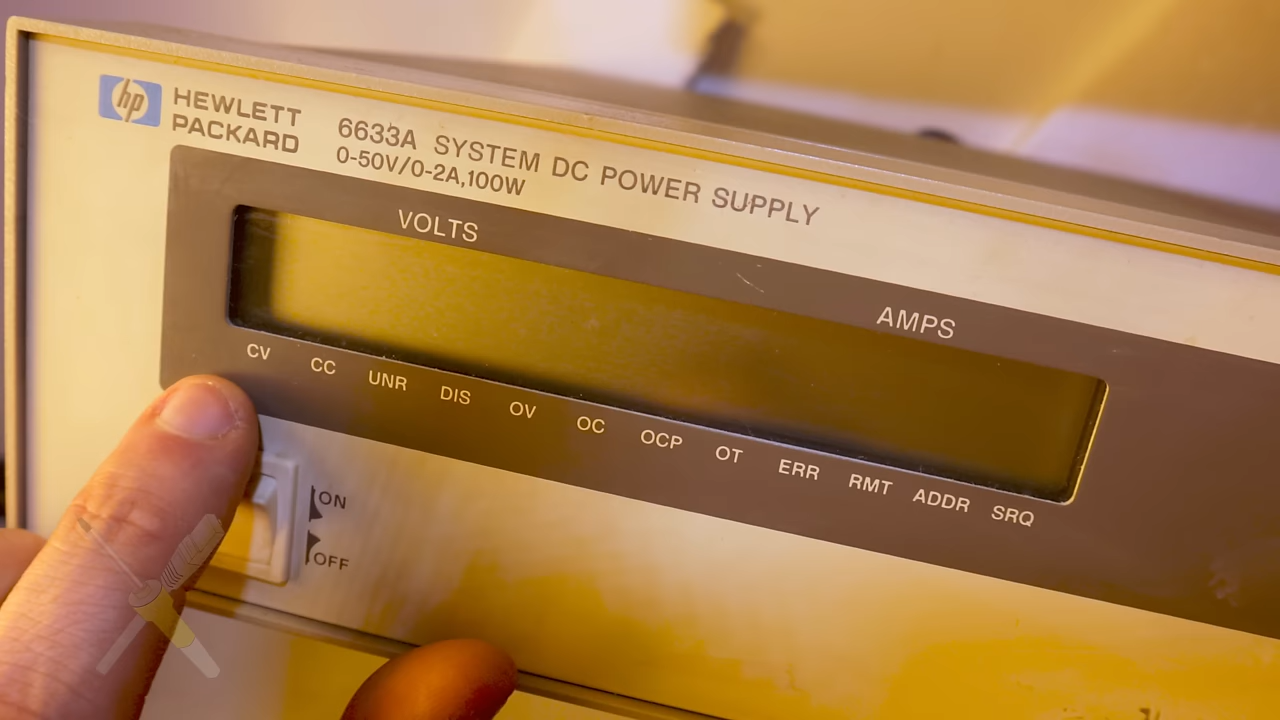 hp
HEWLETT
PACKARD
6633A SYSTEM DC POWER SUPPLY
0-50V/0-2A,100W
VOLTS
AMPS
CV CC UNR DIS OV OC OCP OT ERR RMT ADDR SRQ
ON
OFF